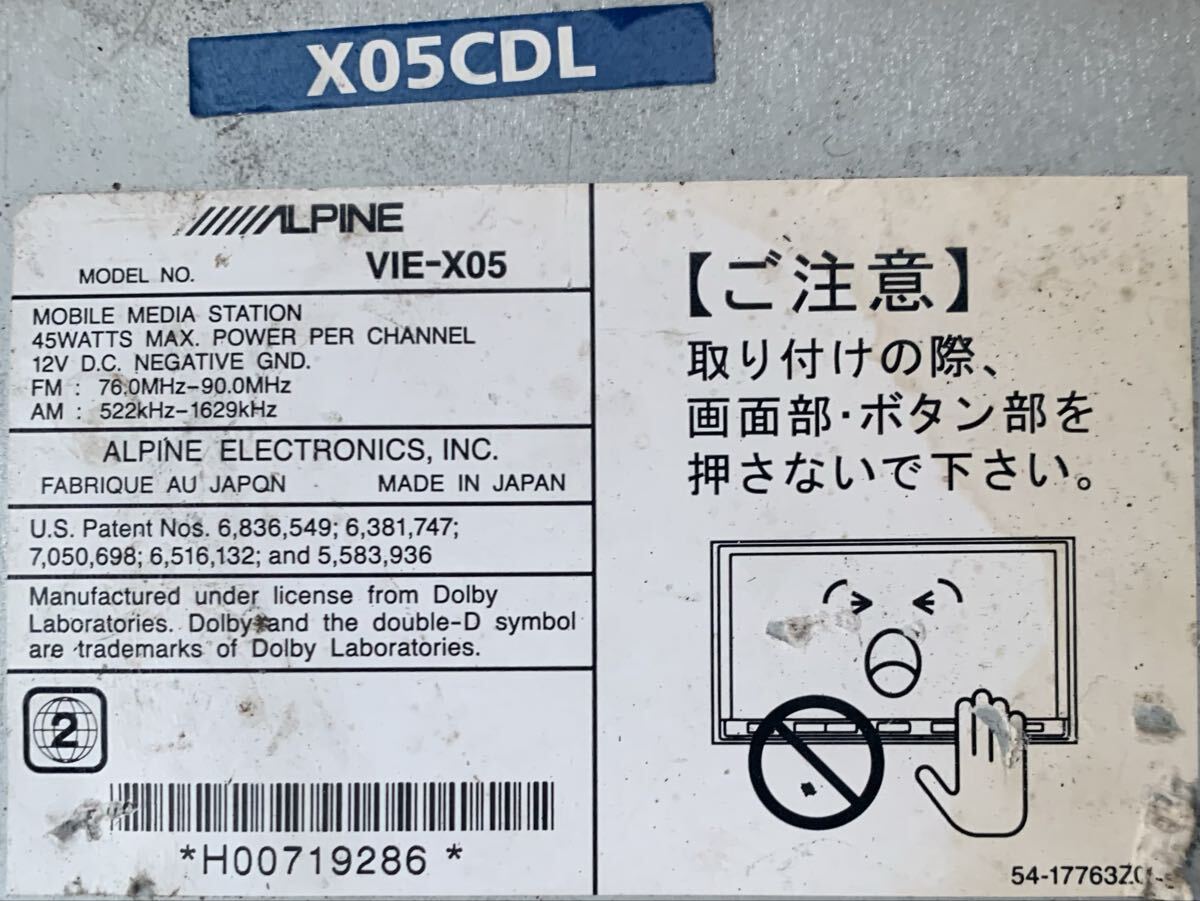 X05CDL
ALPINE
MODEL NO. VIE-X05
MOBILE MEDIA STATION
45WATTS MAX. POWER PER CHANNEL
12V D.C. NEGATIVE GND.
FM : 76.0MHz-90.0MHz
AM : 522kHz-1629kHz
ALPINE ELECTRONICS, INC.
FABRIQUE AU JAPON MADE IN JAPAN
U.S. Patent Nos. 6,836,549; 6,381,747;
7,050,698; 6,516,132; and 5,583,936
Manufactured under license from Dolby
Laboratories. Dolby and the double-D symbol
are trademarks of Dolby Laboratories.
2
*H00719286*
【ご注意】
取り付けの際、
画面部・ボタン部を
押さないで下さい。